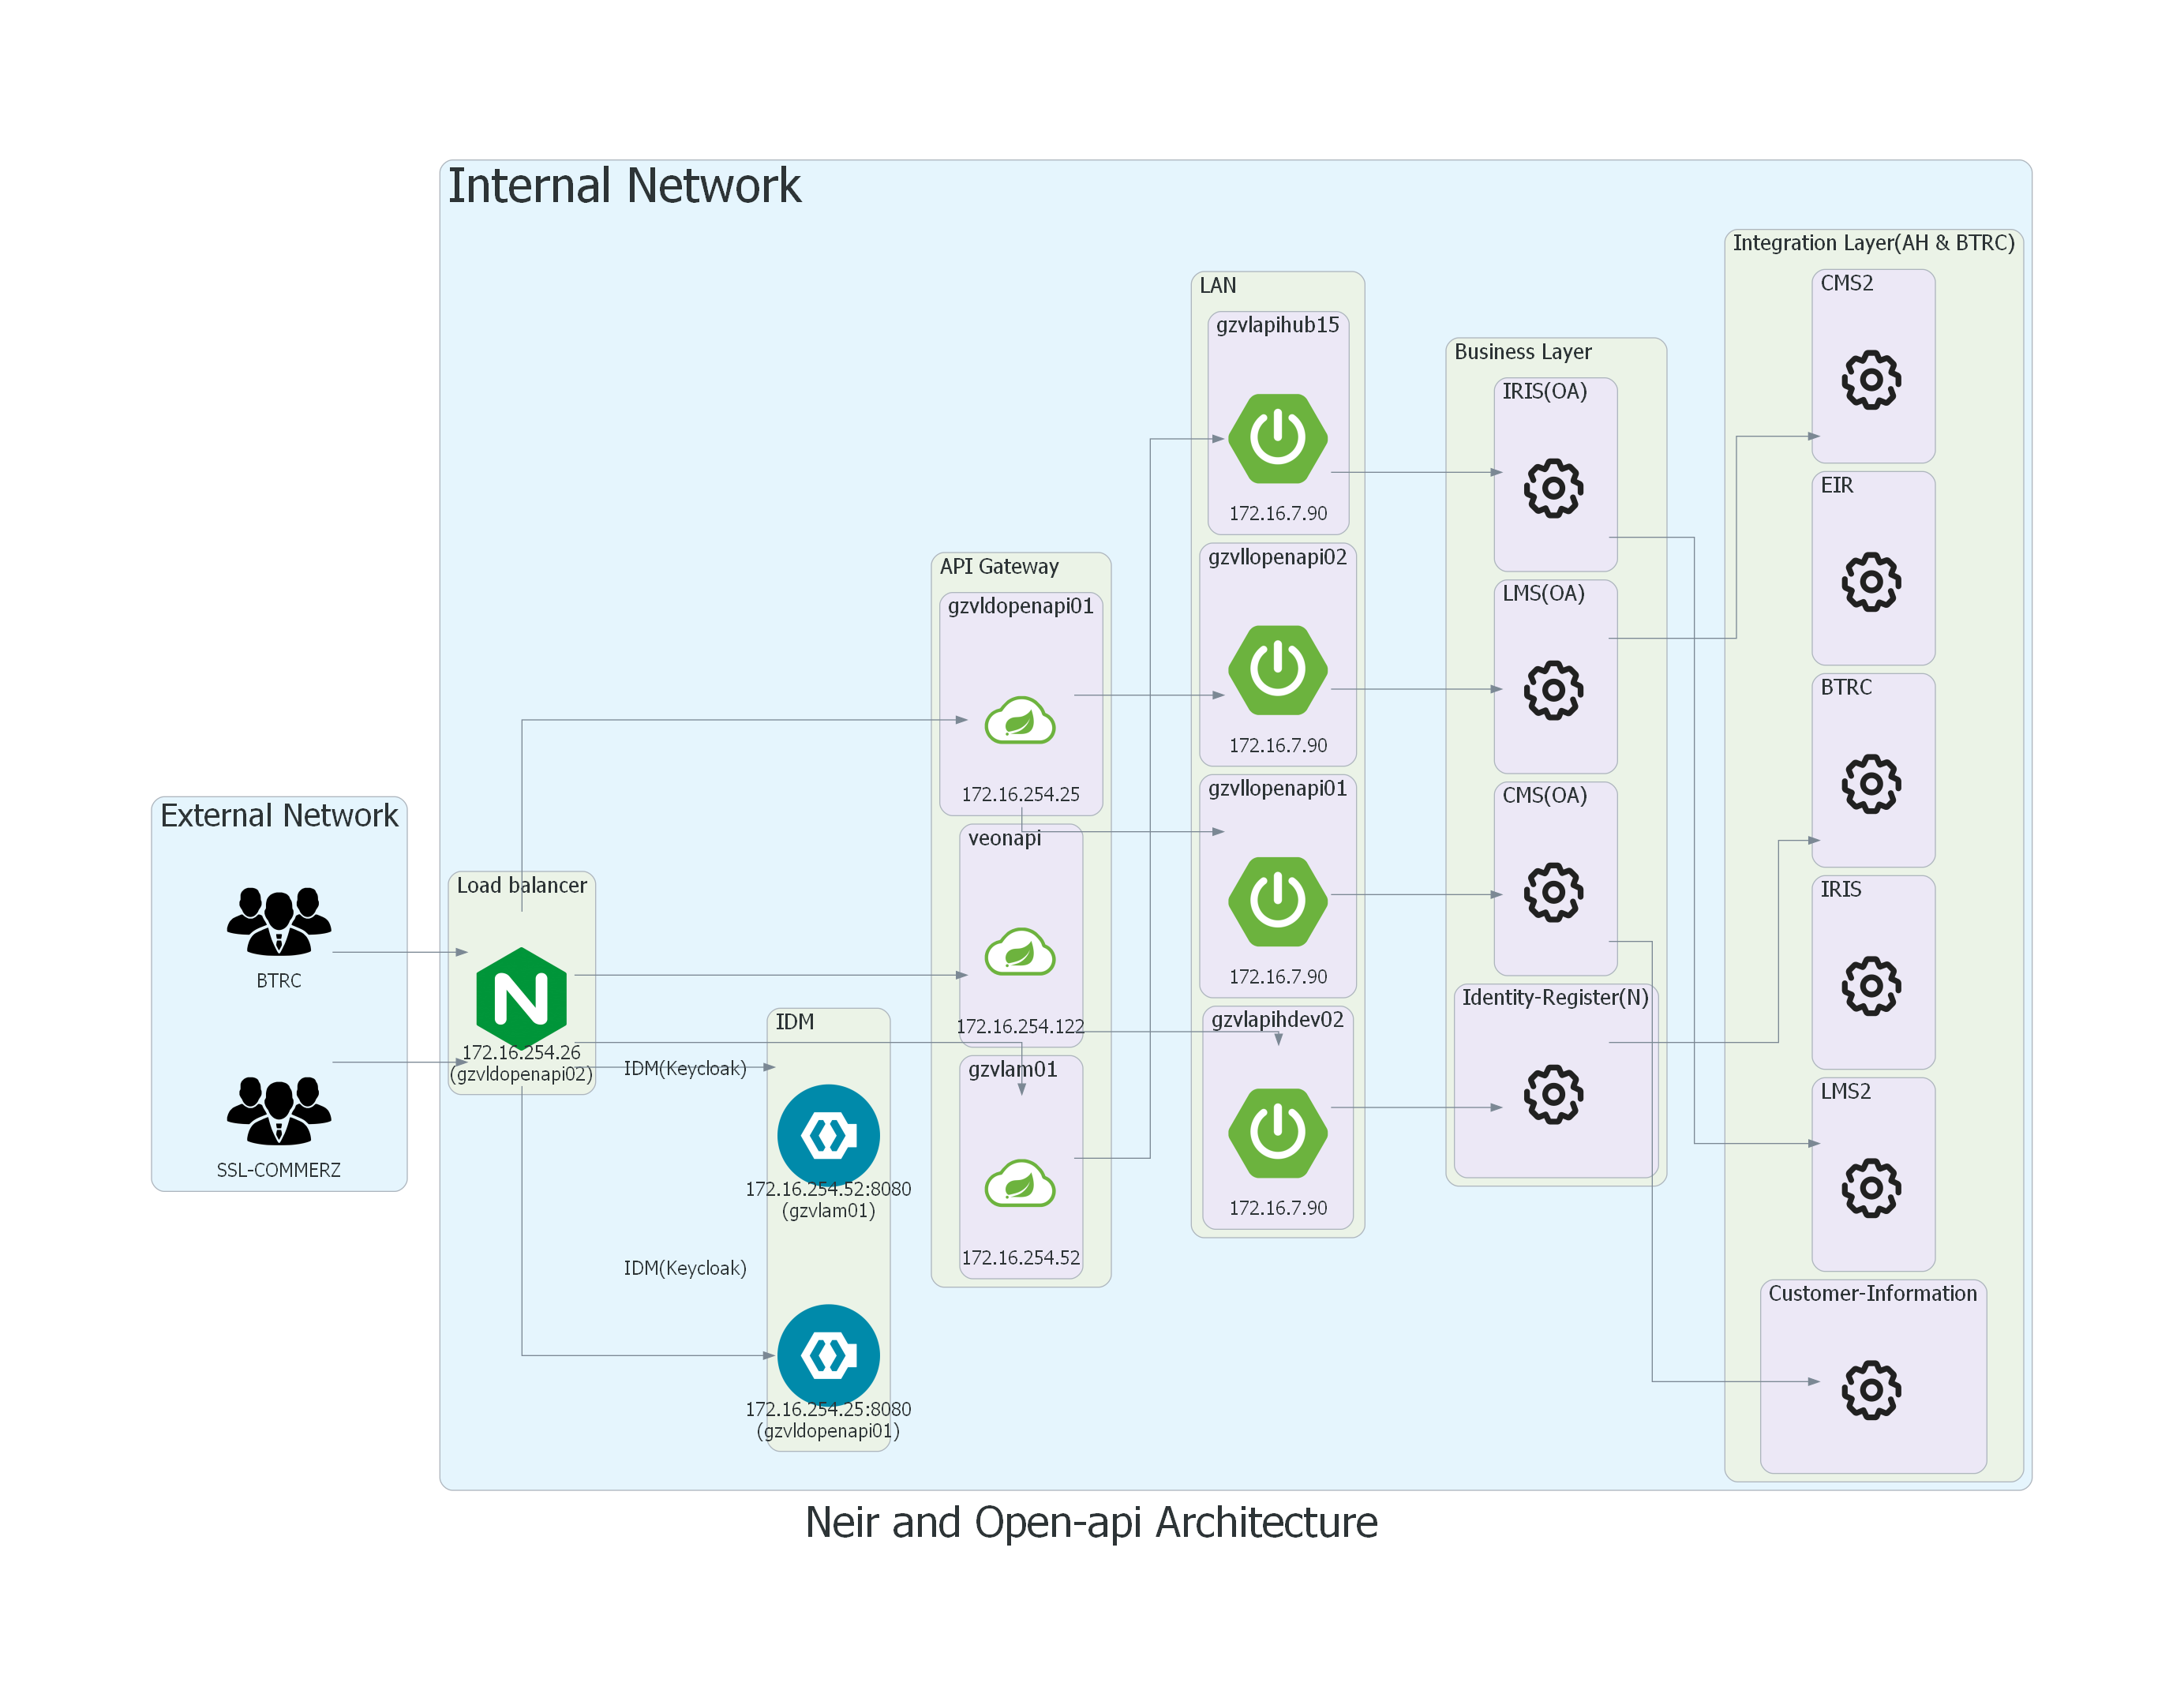 Internal Network
External Network
BTRC
SSL-COMMERZ
Load balancer
172.16.254.26
(gzvldopenapi02)
IDM(Keycloak)
IDM(Keycloak)
IDM
172.16.254.52:8080
(gzvlam01)
172.16.254.25:8080
(gzvldopenapi01)
API Gateway
gzvldopenapi01
172.16.254.25
veonapi
172.16.254.122
gzvlam01
172.16.254.52
LAN
gzvlapihub15
172.16.7.90
gzvllopenapi02
172.16.7.90
gzvllopenapi01
172.16.7.90
gzvlapihdev02
172.16.7.90
Business Layer
IRIS(OA)
LMS(OA)
CMS(OA)
Identity-Register(N)
Integration Layer(AH & BTRC)
CMS2
EIR
BTRC
IRIS
LMS2
Customer-Information
Neir and Open-api Architecture